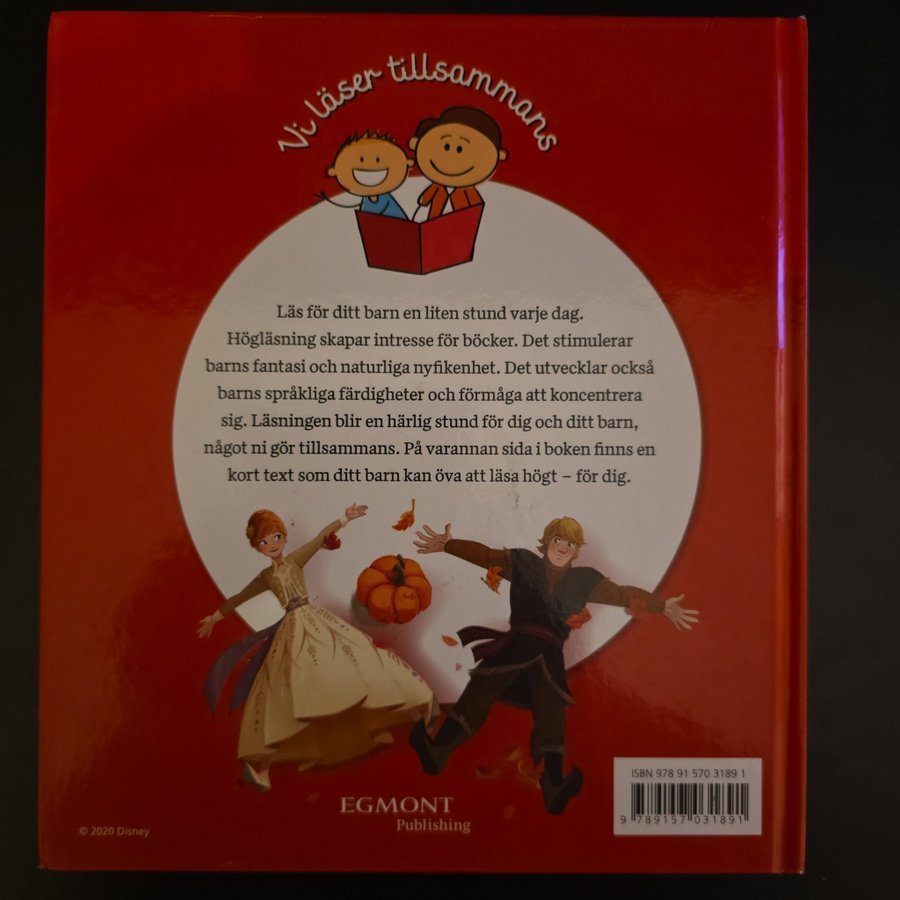 Vi läser tillsammans
Läs för ditt barn en liten stund varje dag.
Högläsning skapar intresse för böcker. Det stimulerar
barns fantasi och naturliga nyfikenhet. Det utvecklar också
barns språkliga färdigheter och förmåga att koncentrera
sig. Läsningen blir en härlig stund för dig och ditt barn,
något ni gör tillsammans. På varannan sida i boken finns en
kort text som ditt barn kan öva att läsa högt – för dig.
EGMONT
Publishing
© 2020 Disney
ISBN 978 91 570 3189 1
9 789157 031891